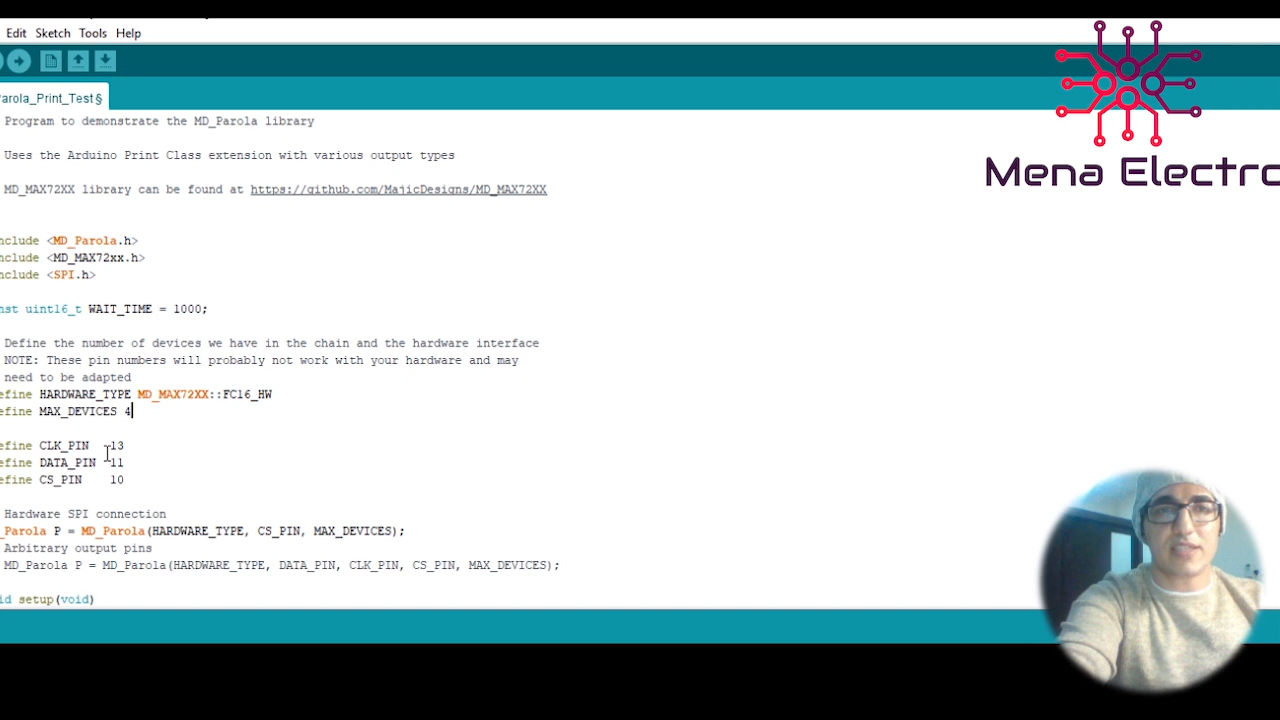 Edit Sketch Tools Help
Mena Electro
arola_Print_Test§
Program to demonstrate the MD_Parola library
Uses the Arduino Print Class extension with various output types
MD_MAX72XX library can be found at https://github.com/MajicDesigns/MD_MAX72XX
nclude <MD_Parola.h>
nclude <MD_MAX72xx.h>
nclude <SPI.h>
nst uint16_t WAIT_TIME = 1000;
Define the number of devices we have in the chain and the hardware interface
NOTE: These pin numbers will probably not work with your hardware and may
need to be adapted
efine HARDWARE_TYPE MD_MAX72XX::FC16_HW
efine MAX_DEVICES 4
efine CLK_PIN 13
efine DATA_PIN 11
efine CS_PIN 10
Hardware SPI connection
_Parola P = MD_Parola(HARDWARE_TYPE, CS_PIN, MAX_DEVICES);
Arbitrary output pins
MD_Parola P = MD_Parola(HARDWARE_TYPE, DATA_PIN, CLK_PIN, CS_PIN, MAX_DEVICES);
id setup(void)